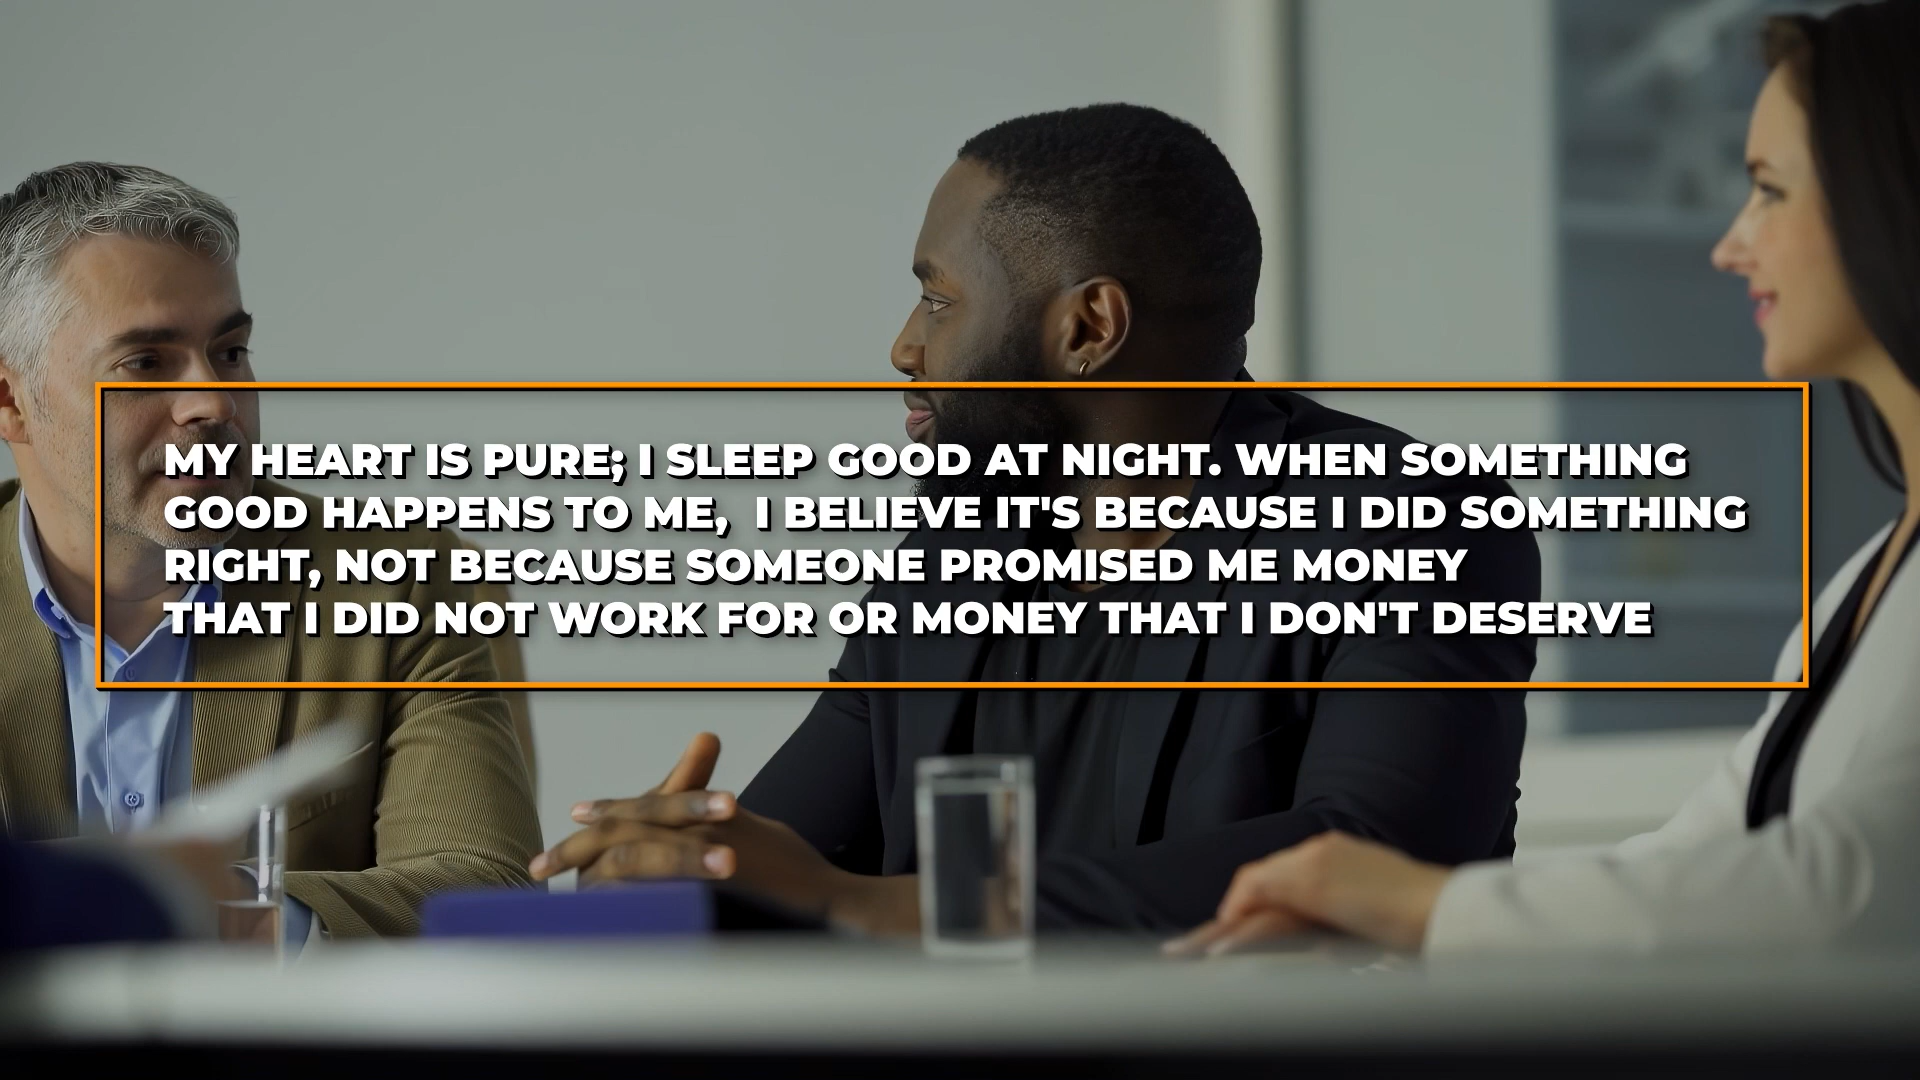 MY HEART IS PURE; I SLEEP GOOD AT NIGHT. WHEN SOMETHING
GOOD HAPPENS TO ME,  I BELIEVE IT'S BECAUSE I DID SOMETHING
RIGHT, NOT BECAUSE SOMEONE PROMISED ME MONEY
THAT I DID NOT WORK FOR OR MONEY THAT I DON'T DESERVE